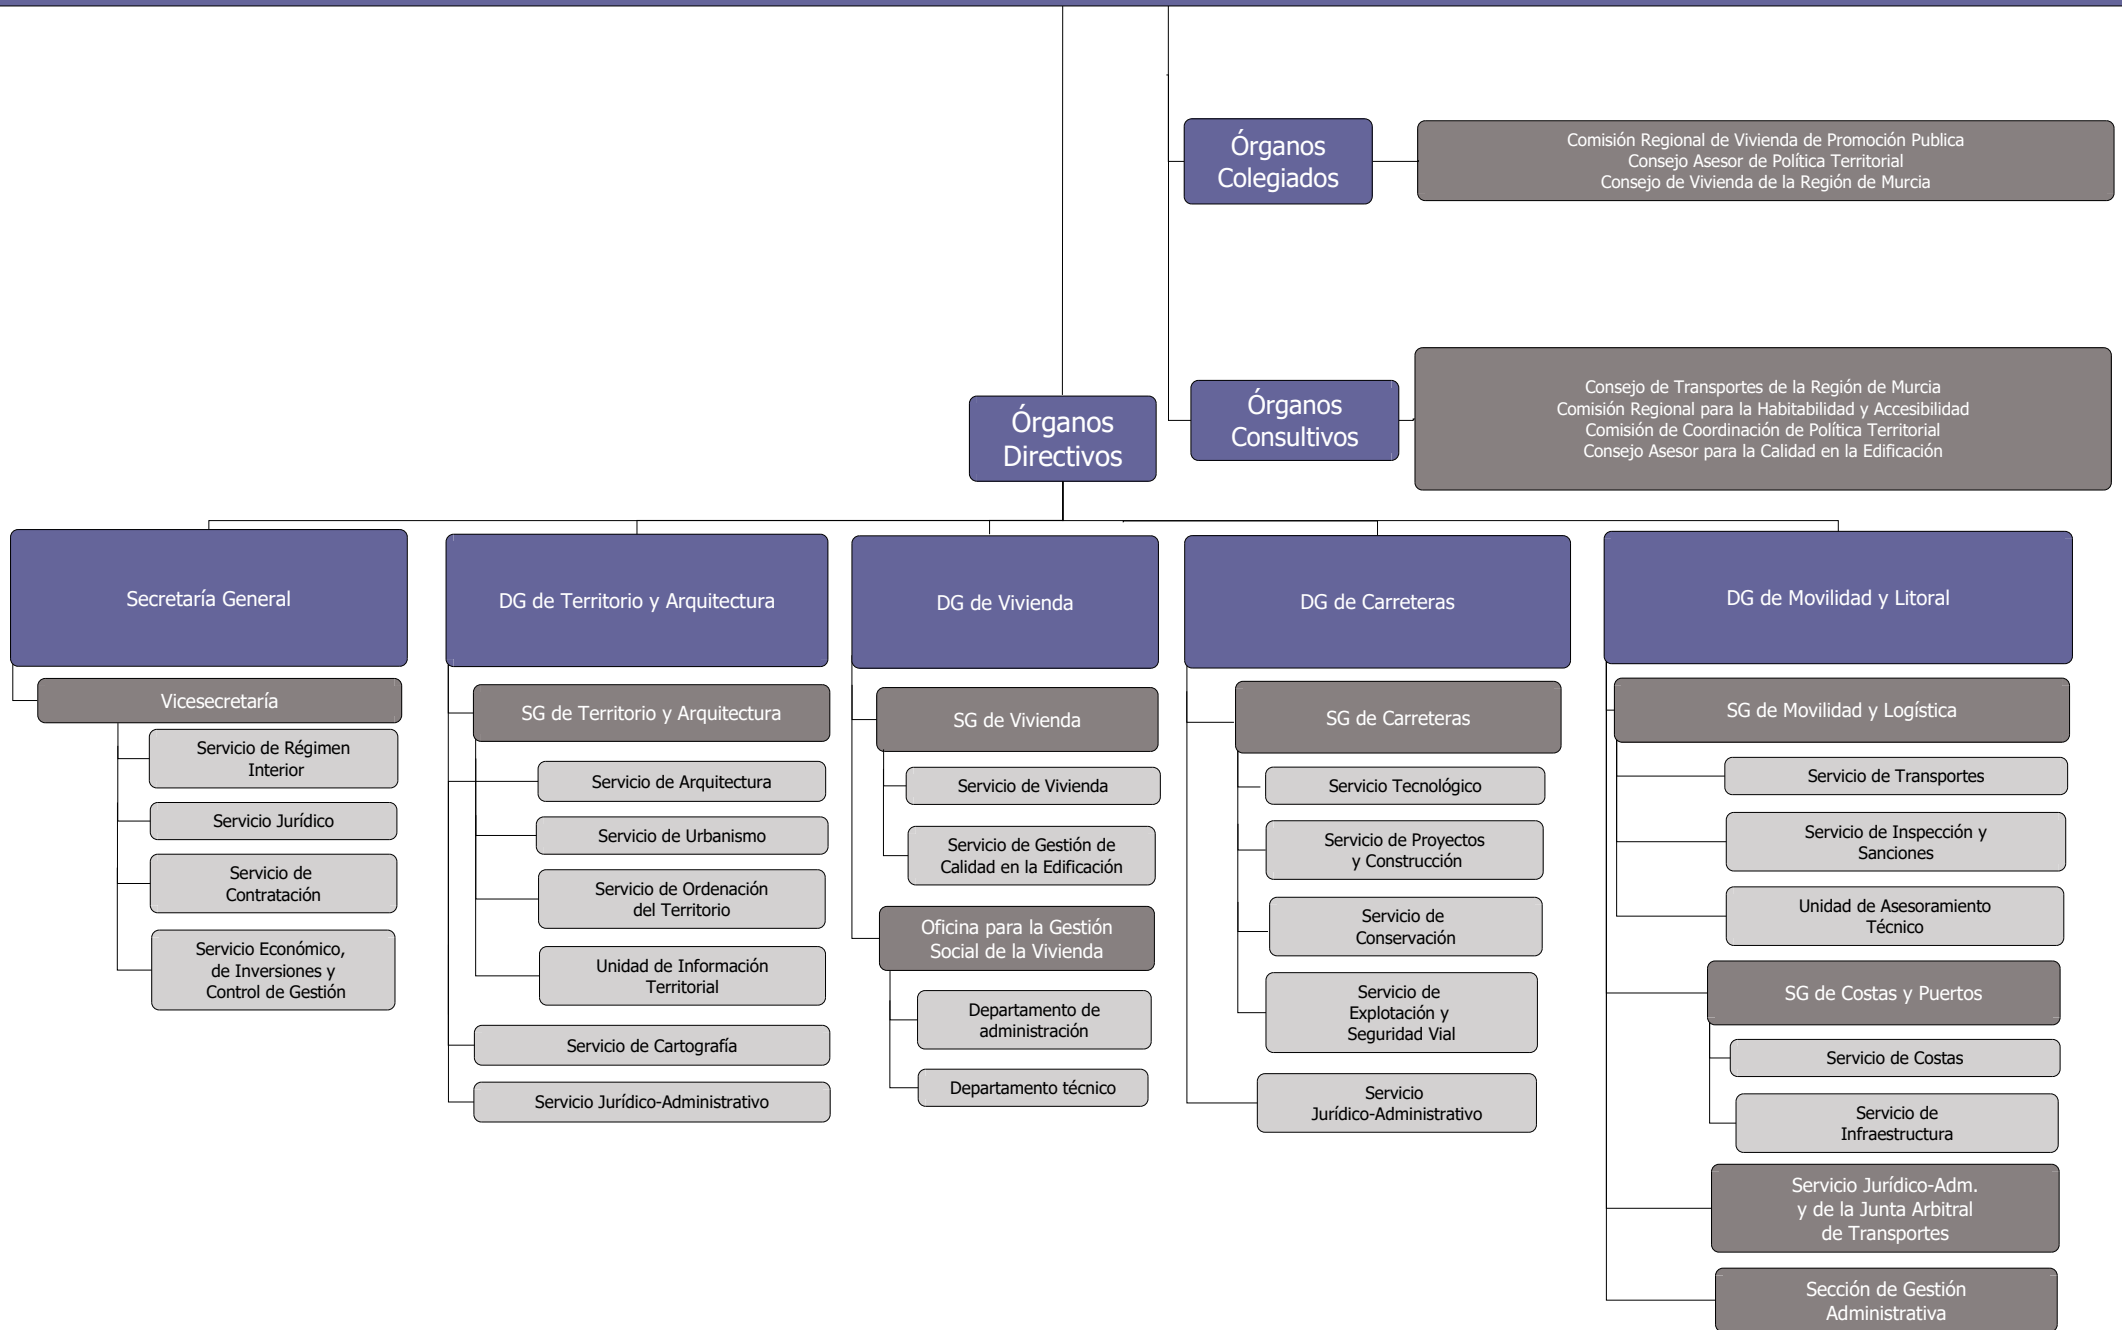 Órganos
Colegiados
Comisión Regional de Vivienda de Promoción Publica
Consejo Asesor de Política Territorial
Consejo de Vivienda de la Región de Murcia
Órganos
Directivos
Órganos
Consultivos
Consejo de Transportes de la Región de Murcia
Comisión Regional para la Habitabilidad y Accesibilidad
Comisión de Coordinación de Política Territorial
Consejo Asesor para la Calidad en la Edificación
Secretaría General
Vicesecretaría
Servicio de Régimen
Interior
Servicio Jurídico
Servicio de
Contratación
Servicio Económico,
de Inversiones y
Control de Gestión
DG de Territorio y Arquitectura
SG de Territorio y Arquitectura
Servicio de Arquitectura
Servicio de Urbanismo
Servicio de Ordenación
del Territorio
Unidad de Información
Territorial
Servicio de Cartografía
Servicio Jurídico-Administrativo
DG de Vivienda
SG de Vivienda
Servicio de Vivienda
Servicio de Gestión de
Calidad en la Edificación
Oficina para la Gestión
Social de la Vivienda
Departamento de
administración
Departamento técnico
DG de Carreteras
SG de Carreteras
Servicio Tecnológico
Servicio de Proyectos
y Construcción
Servicio de
Conservación
Servicio de
Explotación y
Seguridad Vial
Servicio
Jurídico-Administrativo
DG de Movilidad y Litoral
SG de Movilidad y Logística
Servicio de Transportes
Servicio de Inspección y
Sanciones
Unidad de Asesoramiento
Técnico
SG de Costas y Puertos
Servicio de Costas
Servicio de
Infraestructura
Servicio Jurídico-Adm.
y de la Junta Arbitral
de Transportes
Sección de Gestión
Administrativa